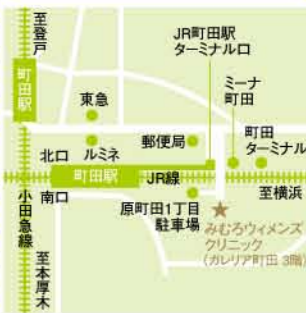 至登戸
町田駅
東急
JR町田駅
ターミナル口
ミーナ
町田
町田
ターミナル
郵便局
北口
ルミネ
町田駅
JR線
至横浜
南口
小田急線
原町田1丁目
駐車場
みむろウィメンズ
クリニック
(ガレリア町田 3階)
至本厚木